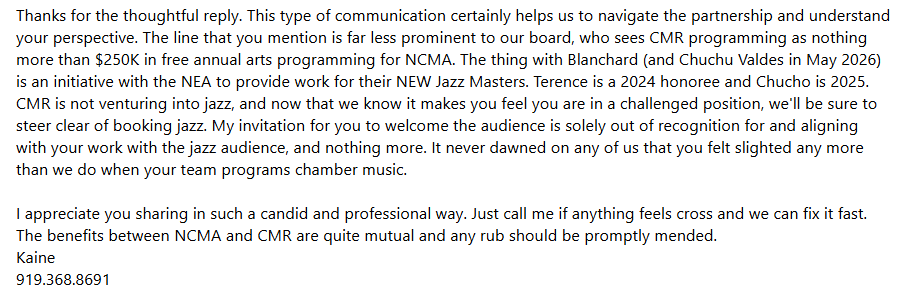 Thanks for the thoughtful reply. This type of communication certainly helps us to navigate the partnership and understand
your perspective. The line that you mention is far less prominent to our board, who sees CMR programming as nothing
more than $250K in free annual arts programming for NCMA. The thing with Blanchard (and Chuchu Valdes in May 2026)
is an initiative with the NEA to provide work for their NEW Jazz Masters. Terence is a 2024 honoree and Chucho is 2025.
CMR is not venturing into jazz, and now that we know it makes you feel you are in a challenged position, we'll be sure to
steer clear of booking jazz. My invitation for you to welcome the audience is solely out of recognition for and aligning
with your work with the jazz audience, and nothing more. It never dawned on any of us that you felt slighted any more
than we do when your team programs chamber music.

I appreciate you sharing in such a candid and professional way. Just call me if anything feels cross and we can fix it fast.
The benefits between NCMA and CMR are quite mutual and any rub should be promptly mended.
Kaine
919.368.8691